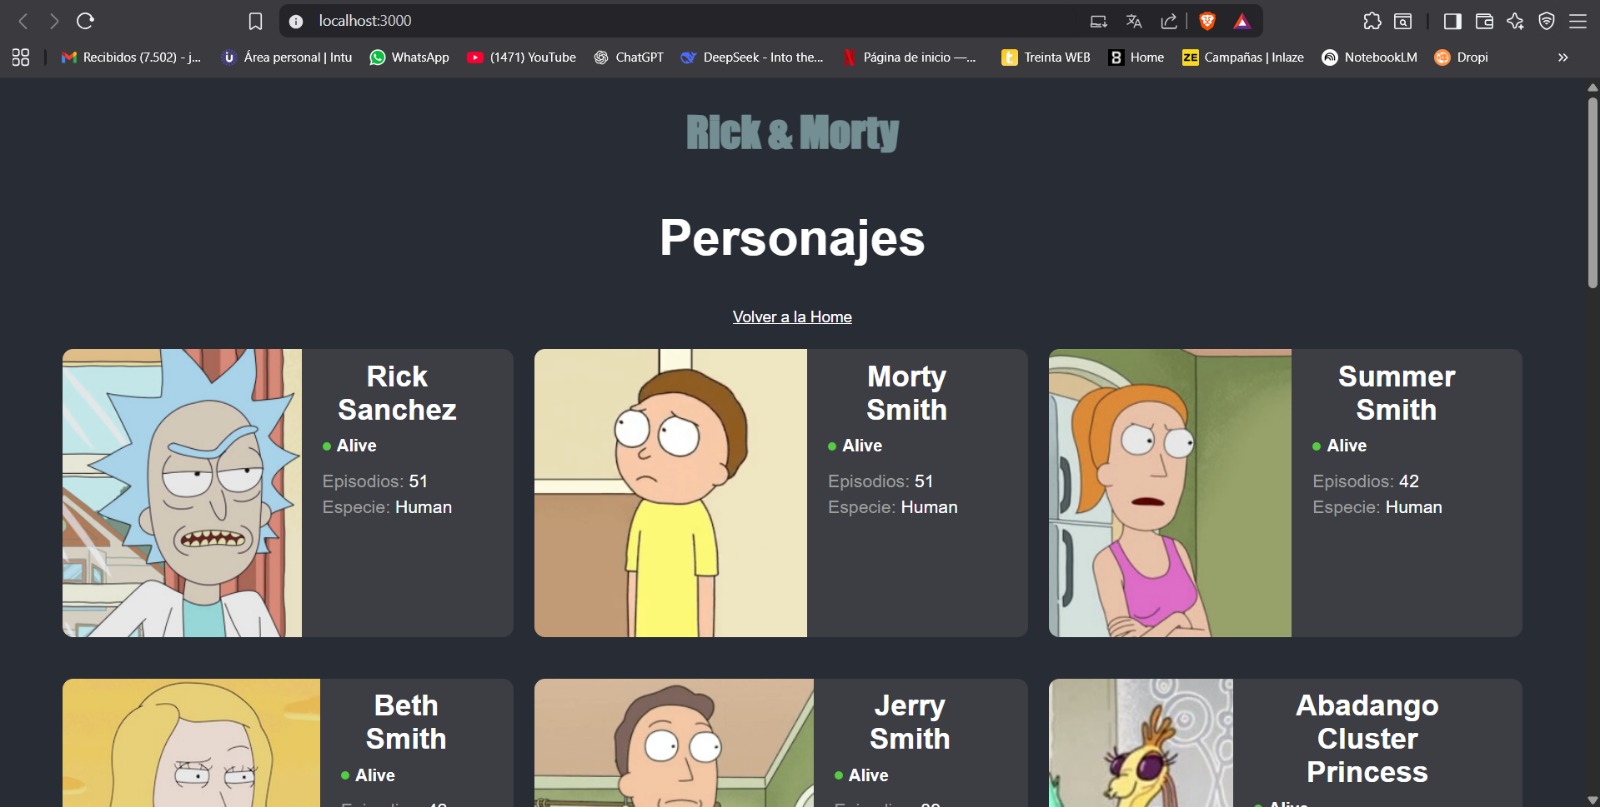 localhost:3000
Recibidos (7.502) - j...
Área personal | Intu
WhatsApp
(1471) YouTube
ChatGPT
DeepSeek - Into the...
Página de inicio —...
Treinta WEB
Home
ZE
Campañas | Inlaze
NotebookLM
Dropi
Rick & Morty
Personajes
Volver a la Home
Rick
Sanchez
Alive
Episodios: 51
Especie: Human
Morty
Smith
Alive
Episodios: 51
Especie: Human
Summer
Smith
Alive
Episodios: 42
Especie: Human
Beth
Smith
Alive
Jerry
Smith
Alive
Abadango
Cluster
Princess
Alive